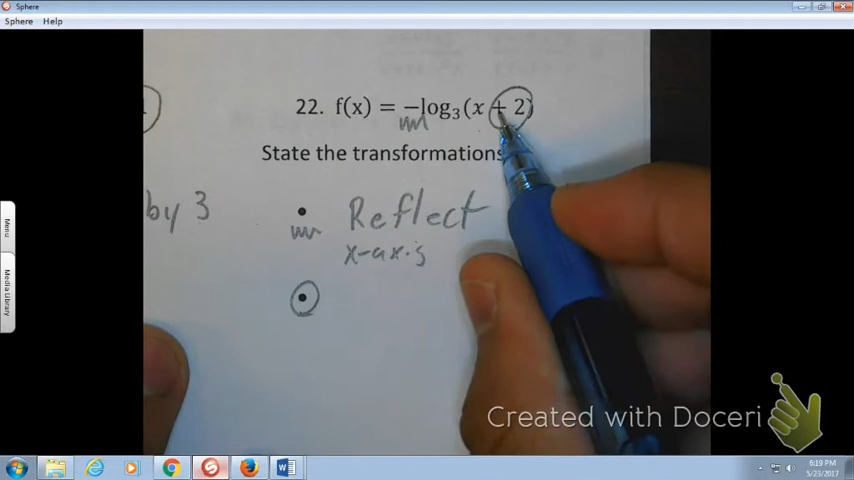 Sphere
Sphere Help
22. f(x) = −log₃(x + 2)
State the transformations
by 3
• Reflect
x-axis
•
Menu
Media Library
Created with Doceri
6:19 PM
5/23/2017